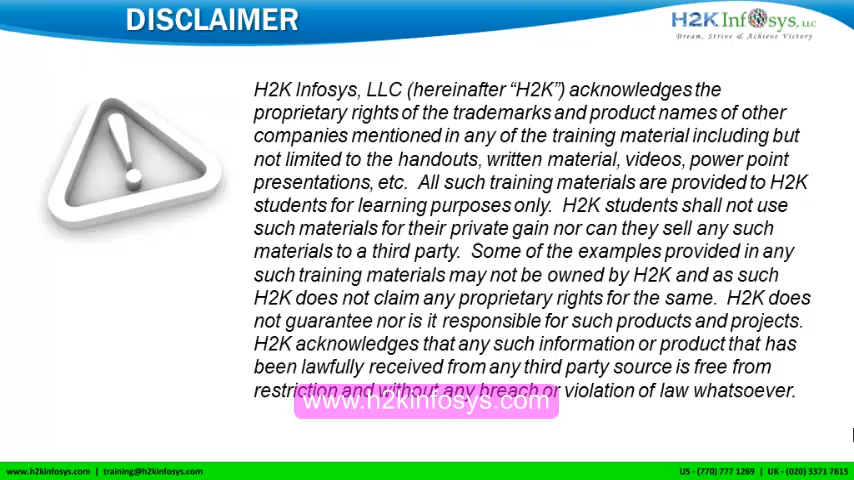 DISCLAIMER
H2K Infosys, LLC
Dream, Strive & Achieve Victory
H2K Infosys, LLC (hereinafter “H2K”) acknowledges the
proprietary rights of the trademarks and product names of other
companies mentioned in any of the training material including but
not limited to the handouts, written material, videos, power point
presentations, etc. All such training materials are provided to H2K
students for learning purposes only. H2K students shall not use
such materials for their private gain nor can they sell any such
materials to a third party. Some of the examples provided in any
such training materials may not be owned by H2K and as such
H2K does not claim any proprietary rights for the same. H2K does
not guarantee nor is it responsible for such products and projects.
H2K acknowledges that any such information or product that has
been lawfully received from any third party source is free from
restriction and without any breach or violation of law whatsoever.
www.h2kinfosys.com
www.h2kinfosys.com | training@h2kinfosys.com
US - (770) 777 1269 | UK - (020) 3371 7615